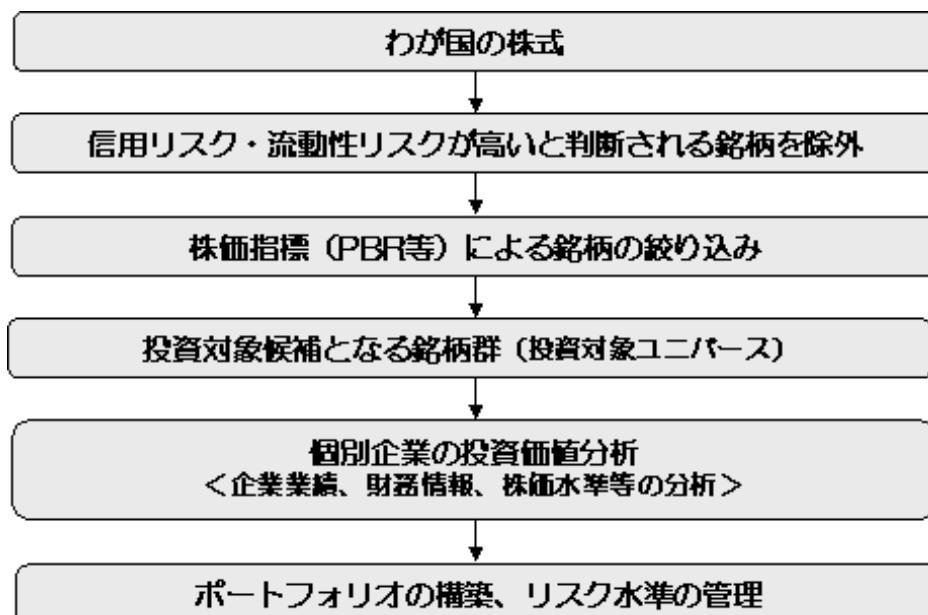 わが国の株式
信用リスク・流動性リスクが高いと判断される銘柄を除外
株価指標（PBR等）による銘柄の絞り込み
投資対象候補となる銘柄群（投資対象ユニバース）
個別企業の投資価値分析
＜企業業績、財務情報、株価水準等の分析＞
ポートフォリオの構築、リスク水準の管理